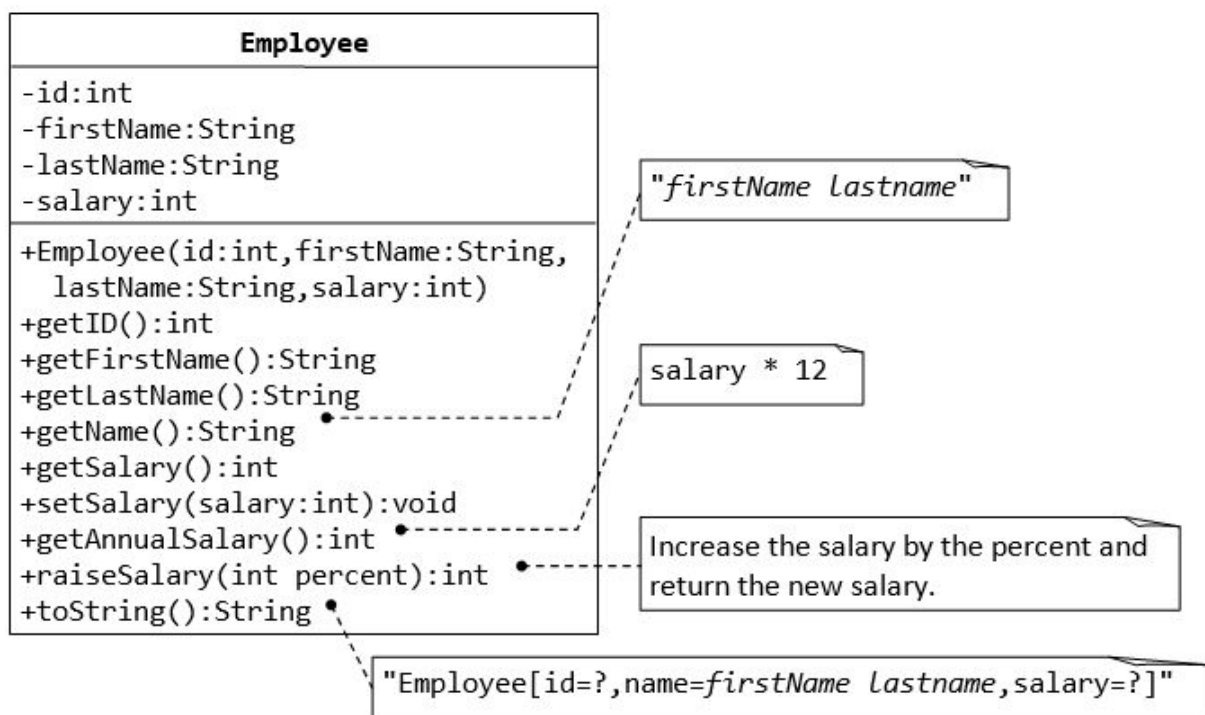 Employee
-id:int
-firstName:String
-lastName:String
-salary:int
+Employee(id:int,firstName:String,
lastName:String,salary:int)
+getID():int
+getFirstName():String
+getLastName():String
+getName():String
+getSalary():int
+setSalary(salary:int):void
+getAnnualSalary():int
+raiseSalary(int percent):int
+toString():String
"firstName lastname"
salary * 12
Increase the salary by the percent and
return the new salary.
"Employee[id=?,name=firstName lastname,salary=?]"